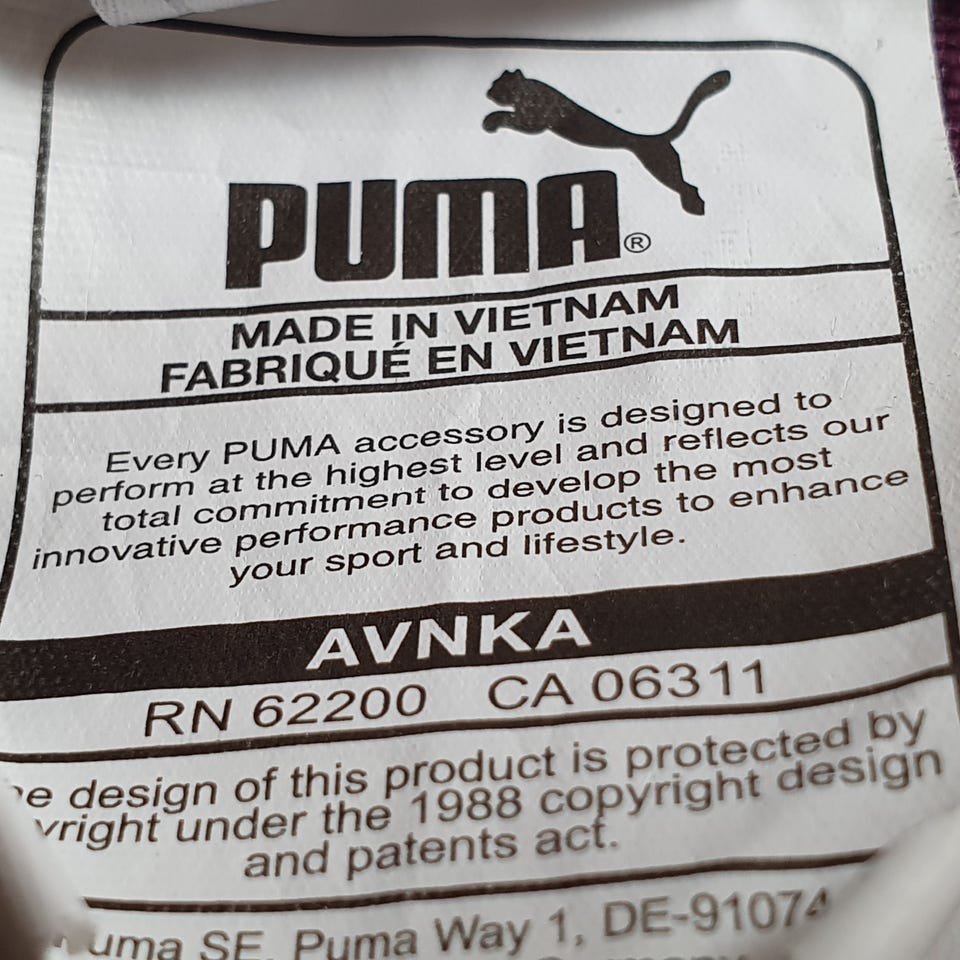 PUMA®
MADE IN VIETNAM
FABRIQUÉ EN VIETNAM
Every PUMA accessory is designed to
perform at the highest level and reflects our
total commitment to develop the most
innovative performance products to enhance
your sport and lifestyle.
AVNKA
RN 62200 CA 06311
design of this product is protected by
under the 1988 copyright design
and patents act.
SE, Puma Way 1, DE-91074